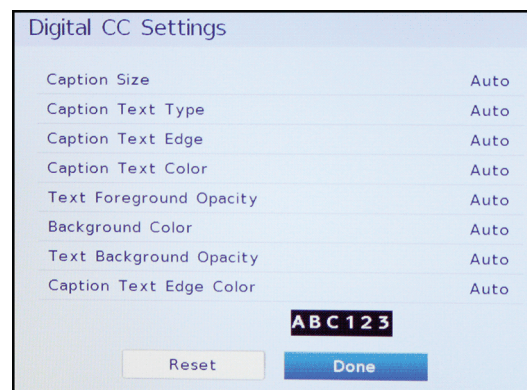 Digital CC Settings
Caption Size Auto
Caption Text Type Auto
Caption Text Edge Auto
Caption Text Color Auto
Text Foreground Opacity Auto
Background Color Auto
Text Background Opacity Auto
Caption Text Edge Color Auto
ABC123
Reset Done